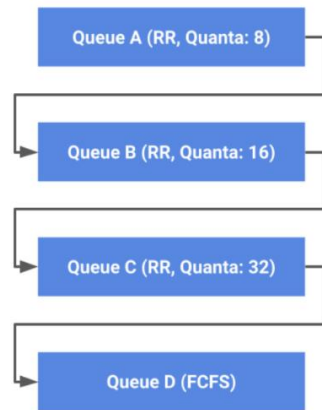 Queue A (RR, Quanta: 8)
Queue B (RR, Quanta: 16)
Queue C (RR, Quanta: 32)
Queue D (FCFS)